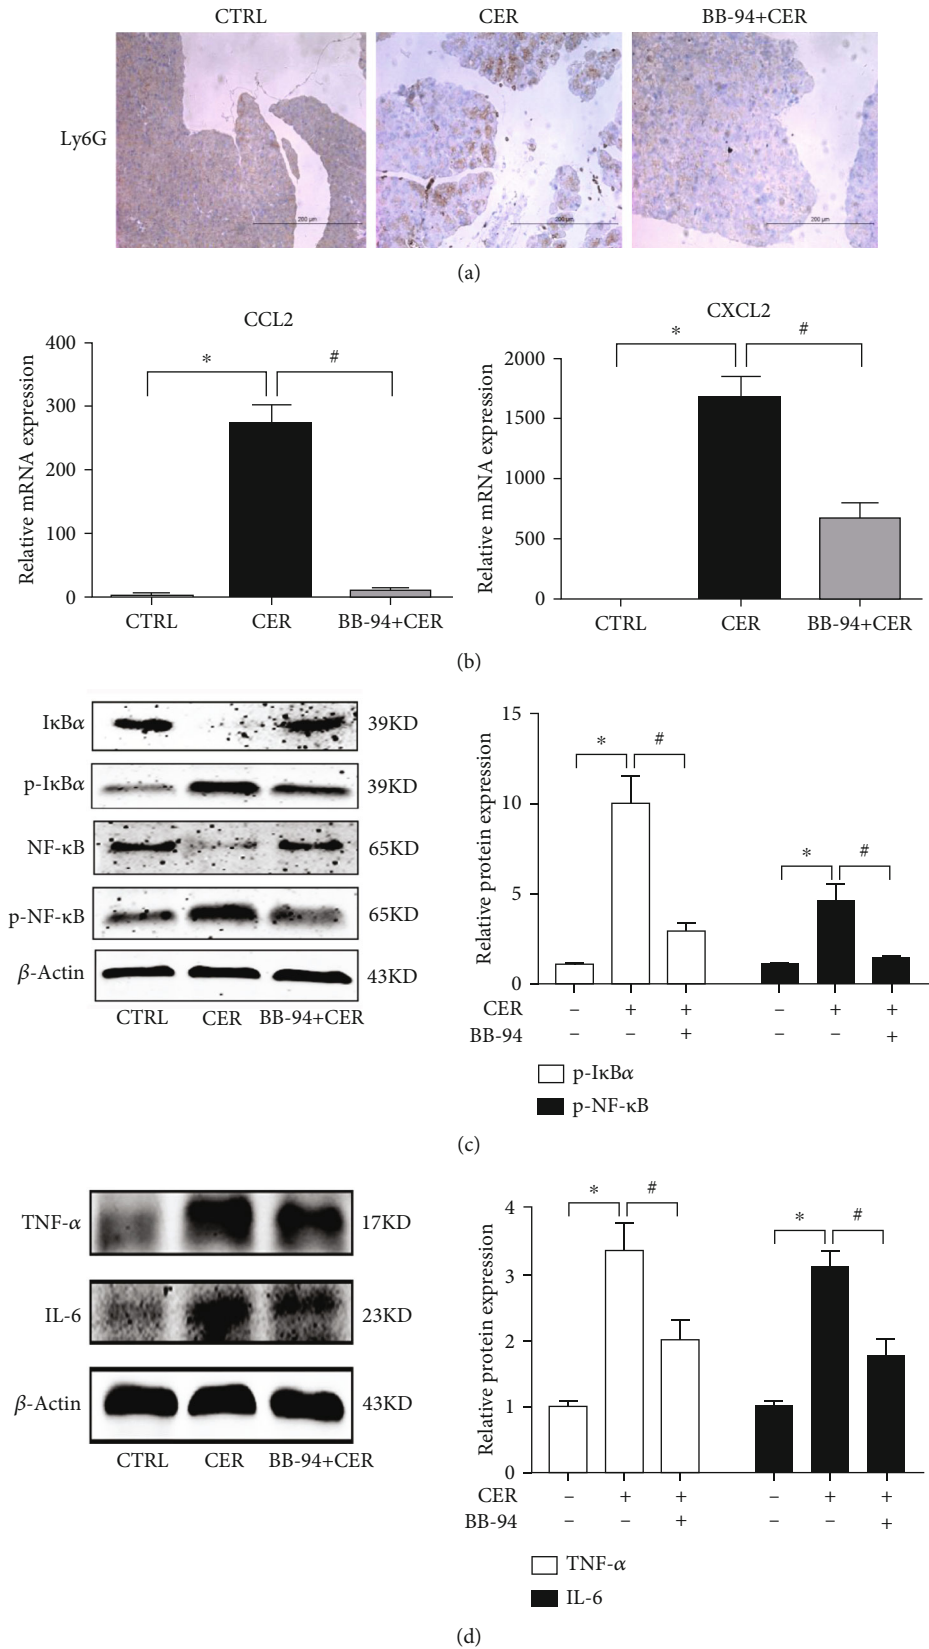 CTRL CER BB-94+CER
Ly6G
200 μm 200 μm 200 μm
(a)
CCL2
Relative mRNA expression
400
300
200
100
0
CTRL CER BB-94+CER
* #
CXCL2
Relative mRNA expression
2000
1500
1000
500
0
CTRL CER BB-94+CER
* #
(b)
IκBα 39KD
p-IκBα 39KD
NF-κB 65KD
p-NF-κB 65KD
β-Actin 43KD
CTRL CER BB-94+CER
Relative protein expression
15
10
5
0
* # * #
CER − + + − + +
BB-94 − − + − − +
p-IκBα
p-NF-κB
(c)
TNF-α 17KD
IL-6 23KD
β-Actin 43KD
CTRL CER BB-94+CER
Relative protein expression
4
3
2
1
0
* # * #
CER − + + − + +
BB-94 − − + − − +
TNF-α
IL-6
(d)